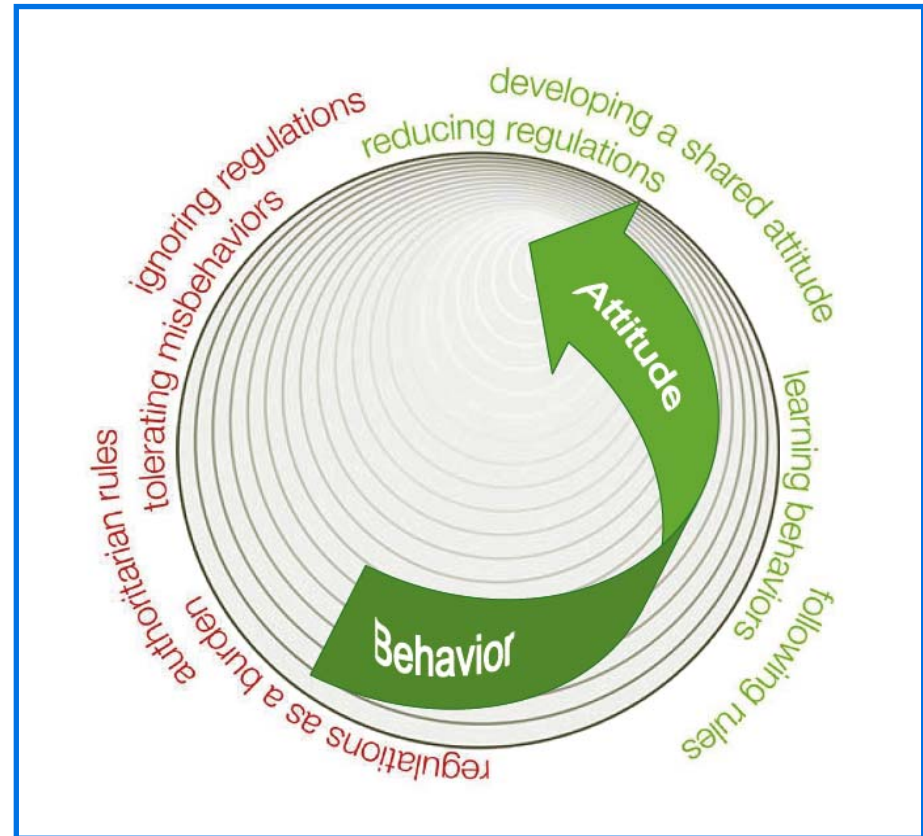 ignoring regulations
tolerating misbehaviors
authoritarian rules
regulations as a burden
developing a shared attitude
reducing regulations
learning behaviors
following rules
Attitude
Behavior